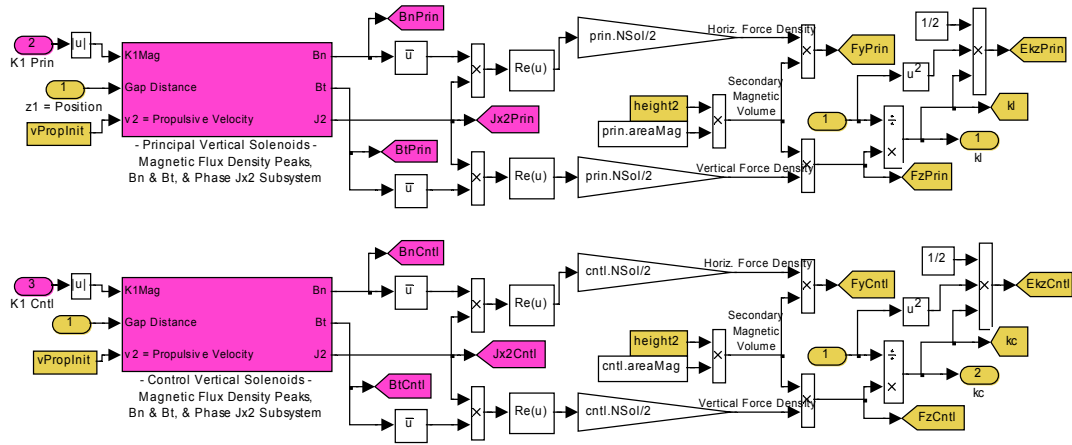 BnPrin
prin.NSol/2
Horiz. Force Density
FyPrin
1/2
EkzPrin
2
K1 Prin
|u|
K1Mag
Bn
u
×
Re(u)
u²
1
z1 = Position
Gap Distance
Bt
Secondary
Magnetic
Volume
height2
prin.areaMag
×
×
×
kl
vPropInit
v2 = Propulsive Velocity
J2
Jx2Prin
1
÷
×
1
kl
- Principal Vertical Solenoids -
Magnetic Flux Density Peaks,
Bn & Bt, & Phase Jx2 Subsystem
BtPrin
u
×
Re(u)
prin.NSol/2
Vertical Force Density
×
FzPrin
BnCntl
cntl.NSol/2
Horiz. Force Density
FyCntl
1/2
EkzCntl
3
K1 Cntl
|u|
K1Mag
Bn
u
×
Re(u)
u²
1
Gap Distance
Bt
Secondary
Magnetic
Volume
height2
cntl.areaMag
×
×
×
kc
vPropInit
v2 = Propulsive Velocity
J2
Jx2Cntl
1
÷
×
2
kc
- Control Vertical Solenoids -
Magnetic Flux Density Peaks,
Bn & Bt, & Phase Jx2 Subsystem
BtCntl
u
×
Re(u)
cntl.NSol/2
Vertical Force Density
×
FzCntl